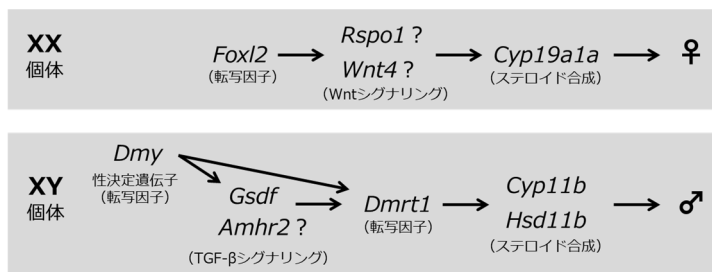 XX
個体
Foxl2
(転写因子)
Rspo1 ?
Wnt4 ?
(Wntシグナリング)
Cyp19a1a
(ステロイド合成)
♀
XY
個体
Dmy
性決定遺伝子
(転写因子)
Gsdf
Amhr2 ?
(TGF-βシグナリング)
Dmrt1
(転写因子)
Cyp11b
Hsd11b
(ステロイド合成)
♂